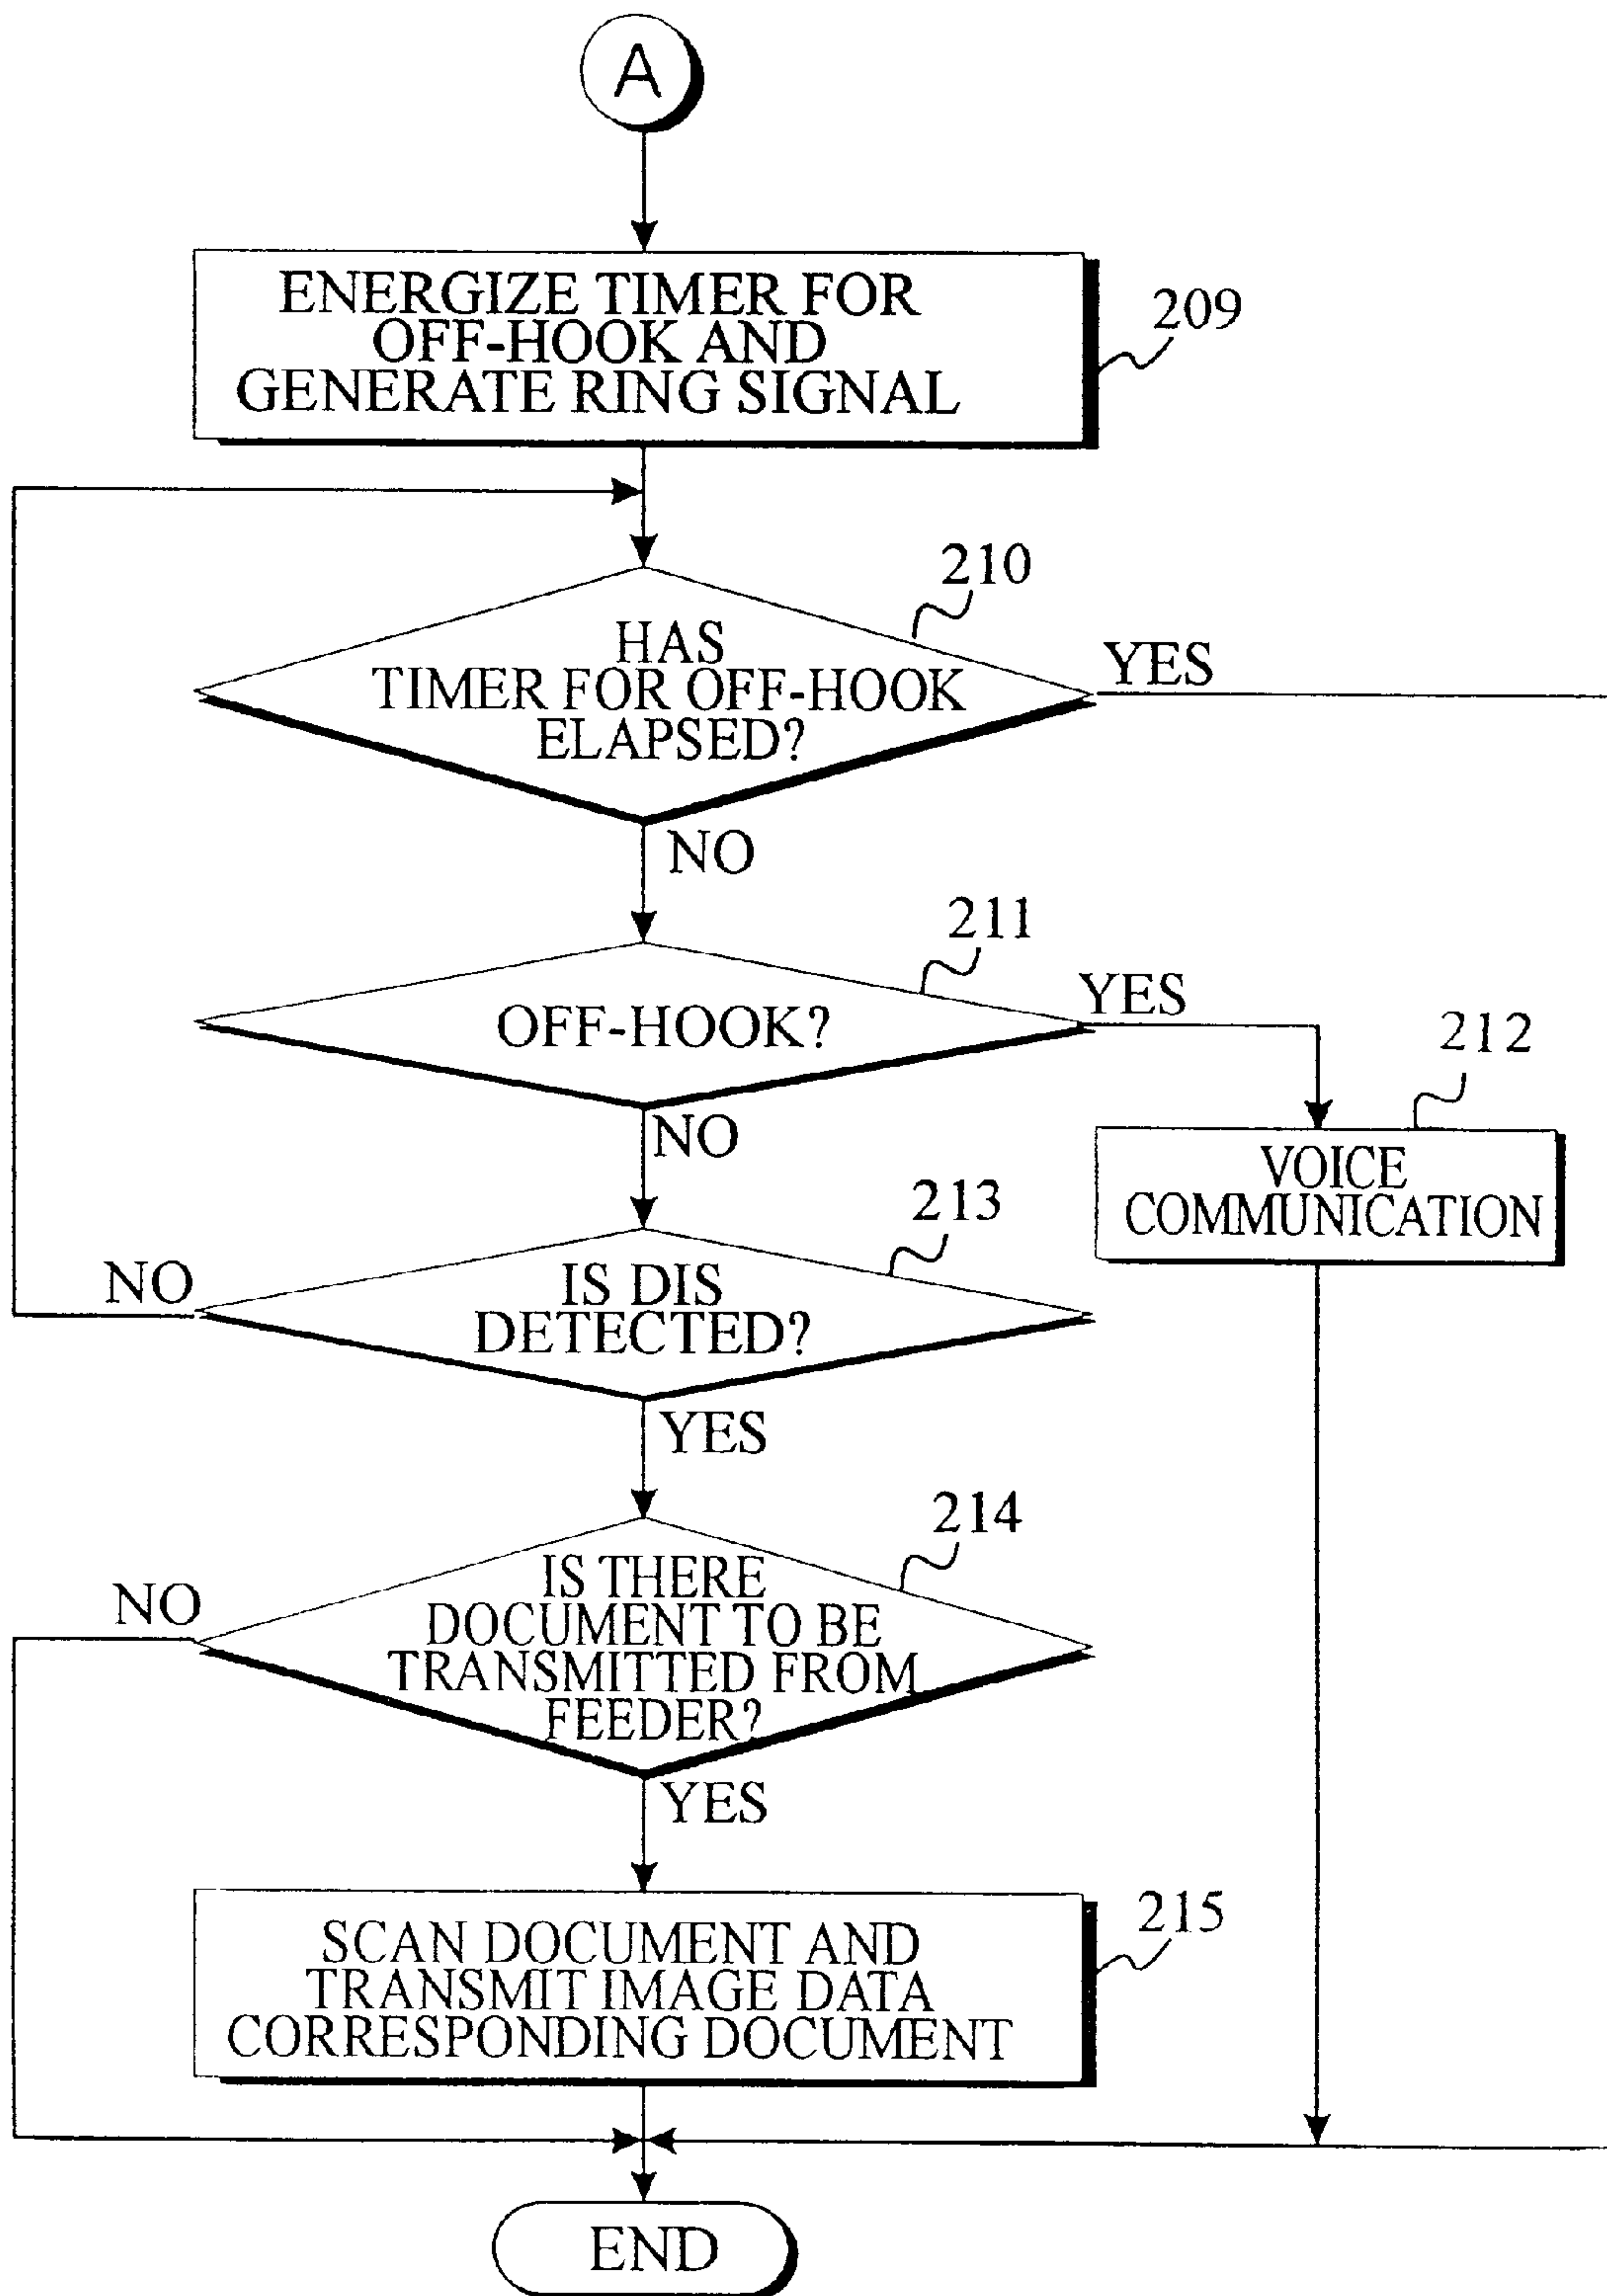 A
ENERGIZE TIMER FOR
OFF-HOOK AND
GENERATE RING SIGNAL
209
210
HAS
TIMER FOR OFF-HOOK
ELAPSED?
YES
NO
211
OFF-HOOK?
YES
212
VOICE
COMMUNICATION
NO
213
IS DIS
DETECTED?
NO
YES
214
IS THERE
DOCUMENT TO BE
TRANSMITTED FROM
FEEDER?
NO
YES
215
SCAN DOCUMENT AND
TRANSMIT IMAGE DATA
CORRESPONDING DOCUMENT
END